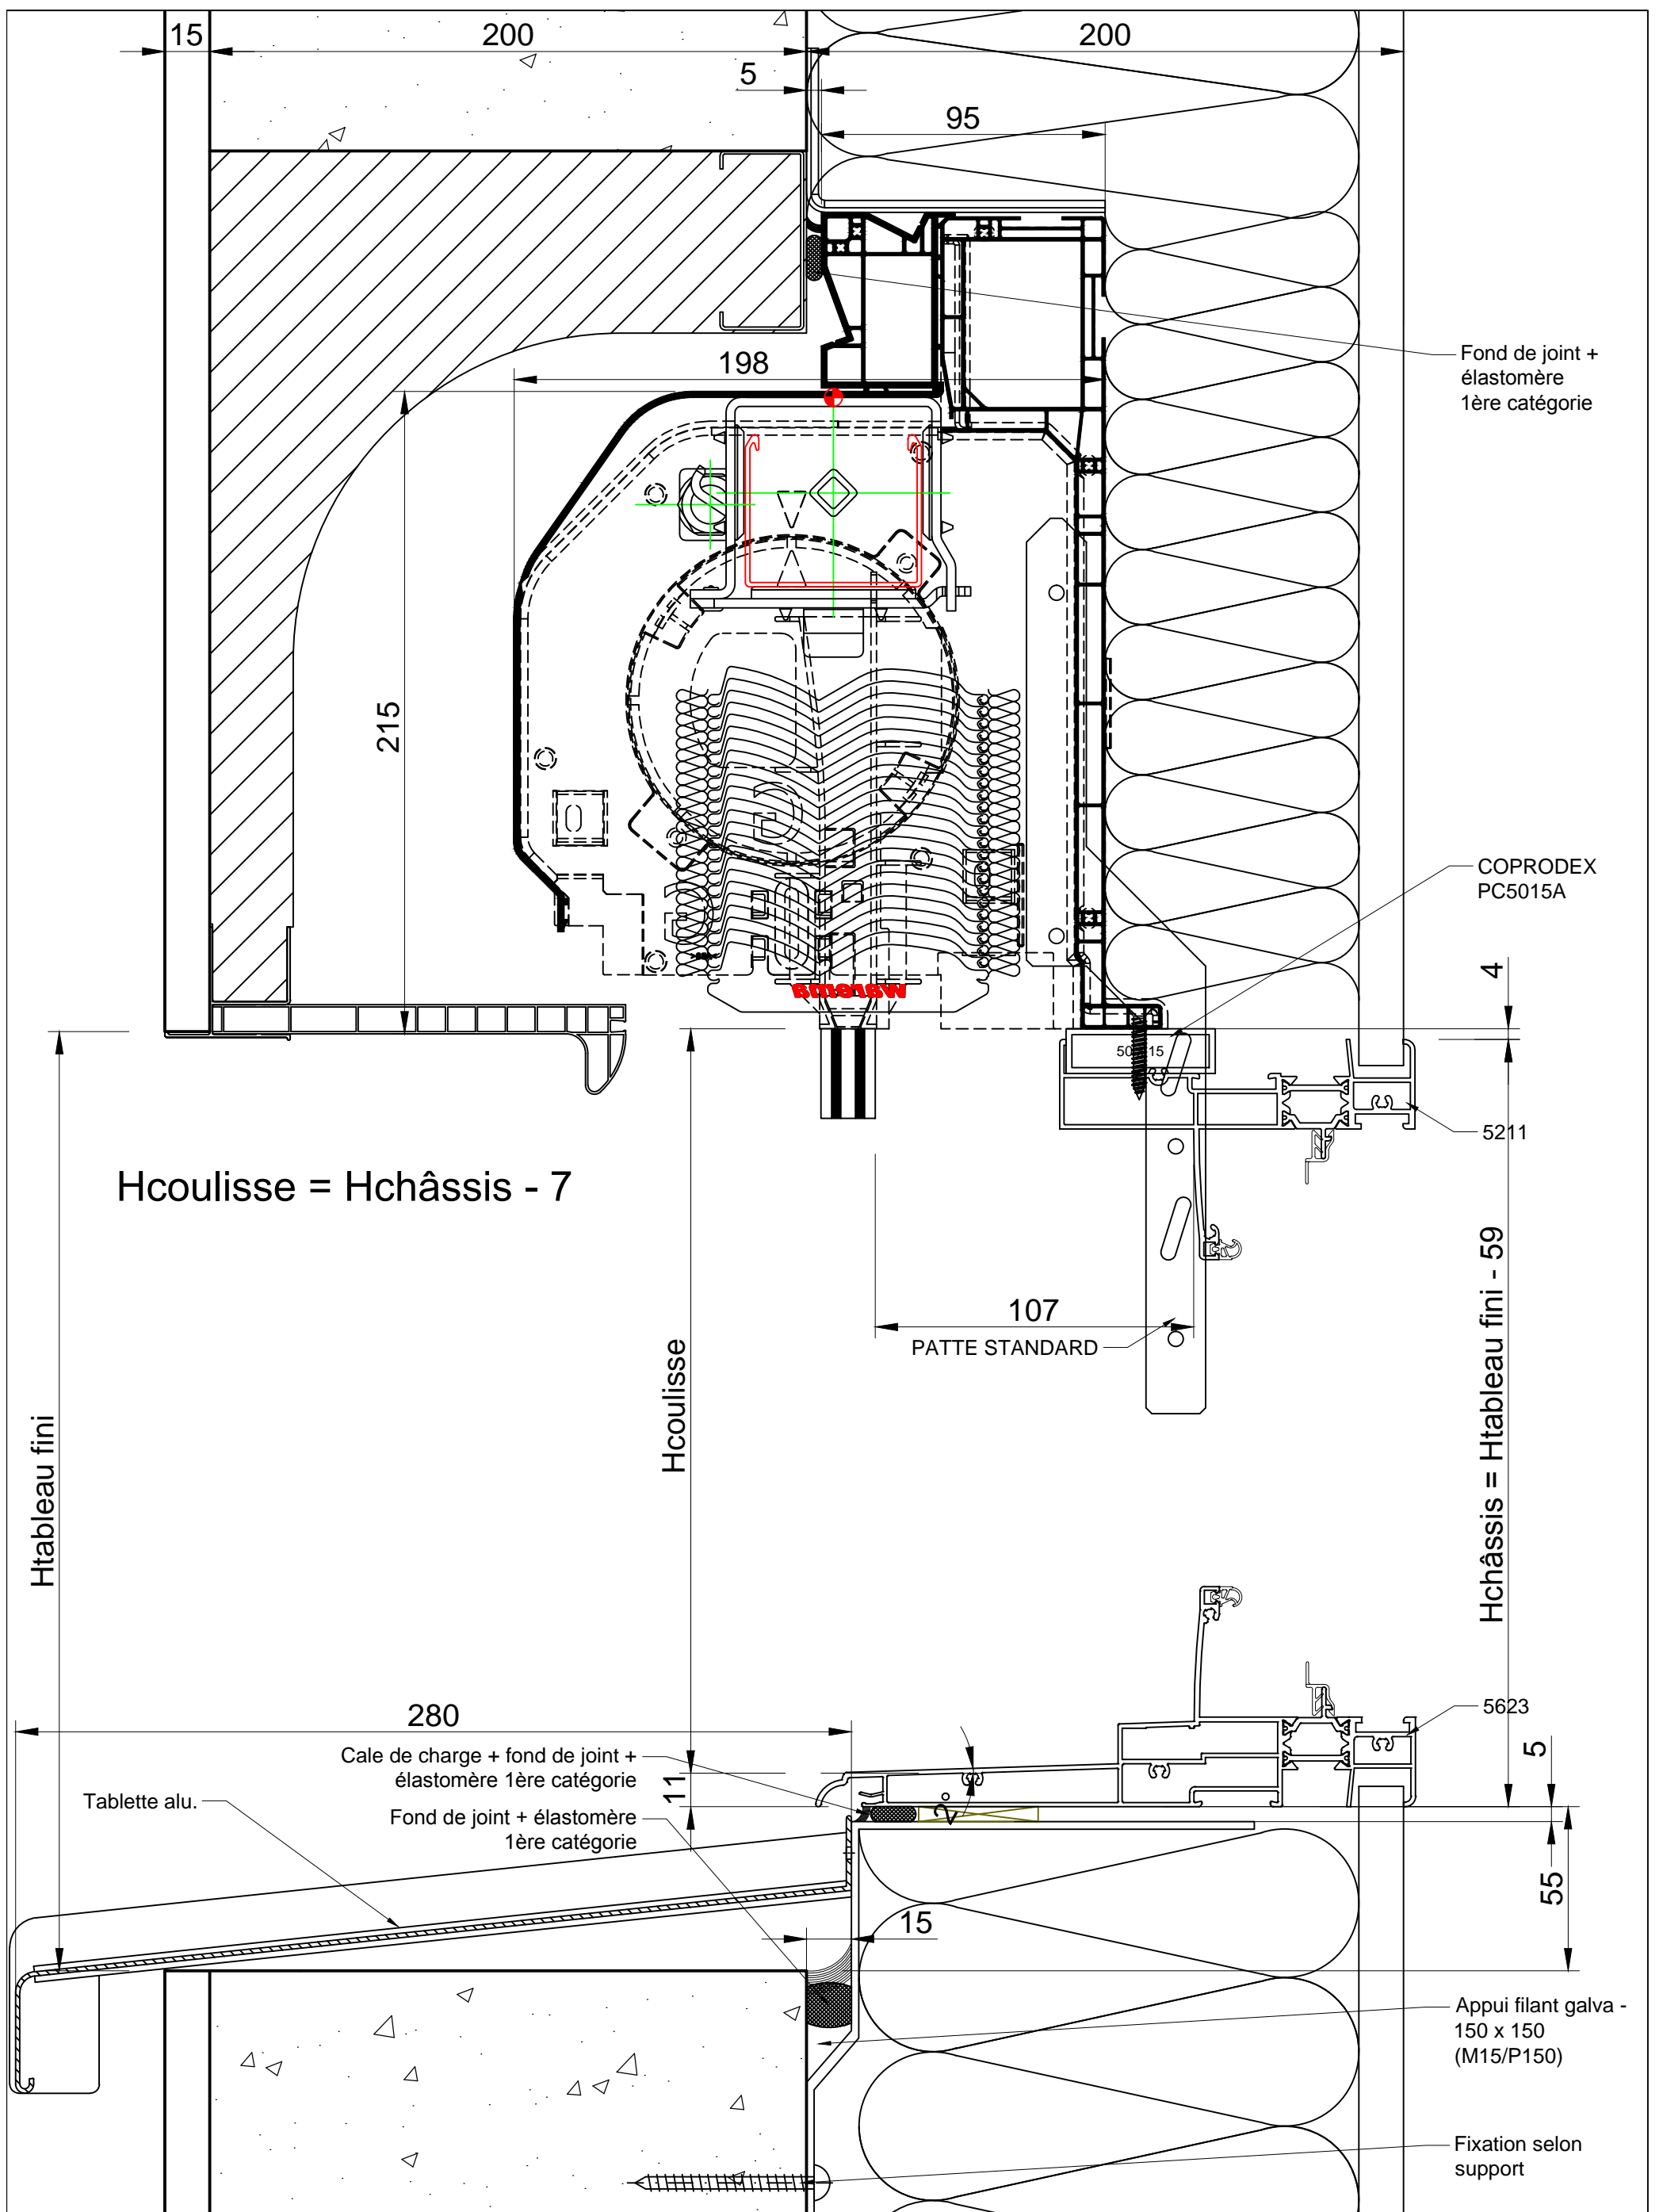 15
200
200
5
95
198
Fond de joint +
élastomère
1ère catégorie
215
COPRODEX
PC5015A
4
warema
5211
Hcoulisse = Hchâssis - 7
107
PATTE STANDARD
Htableau fini
Hcoulisse
Hchâssis = Htableau fini - 59
280
5623
Cale de charge + fond de joint +
élastomère 1ère catégorie
11
5
Tablette alu.
Fond de joint + élastomère
1ère catégorie
2
55
15
Appui filant galva -
150 x 150
(M15/P150)
Fixation selon
support